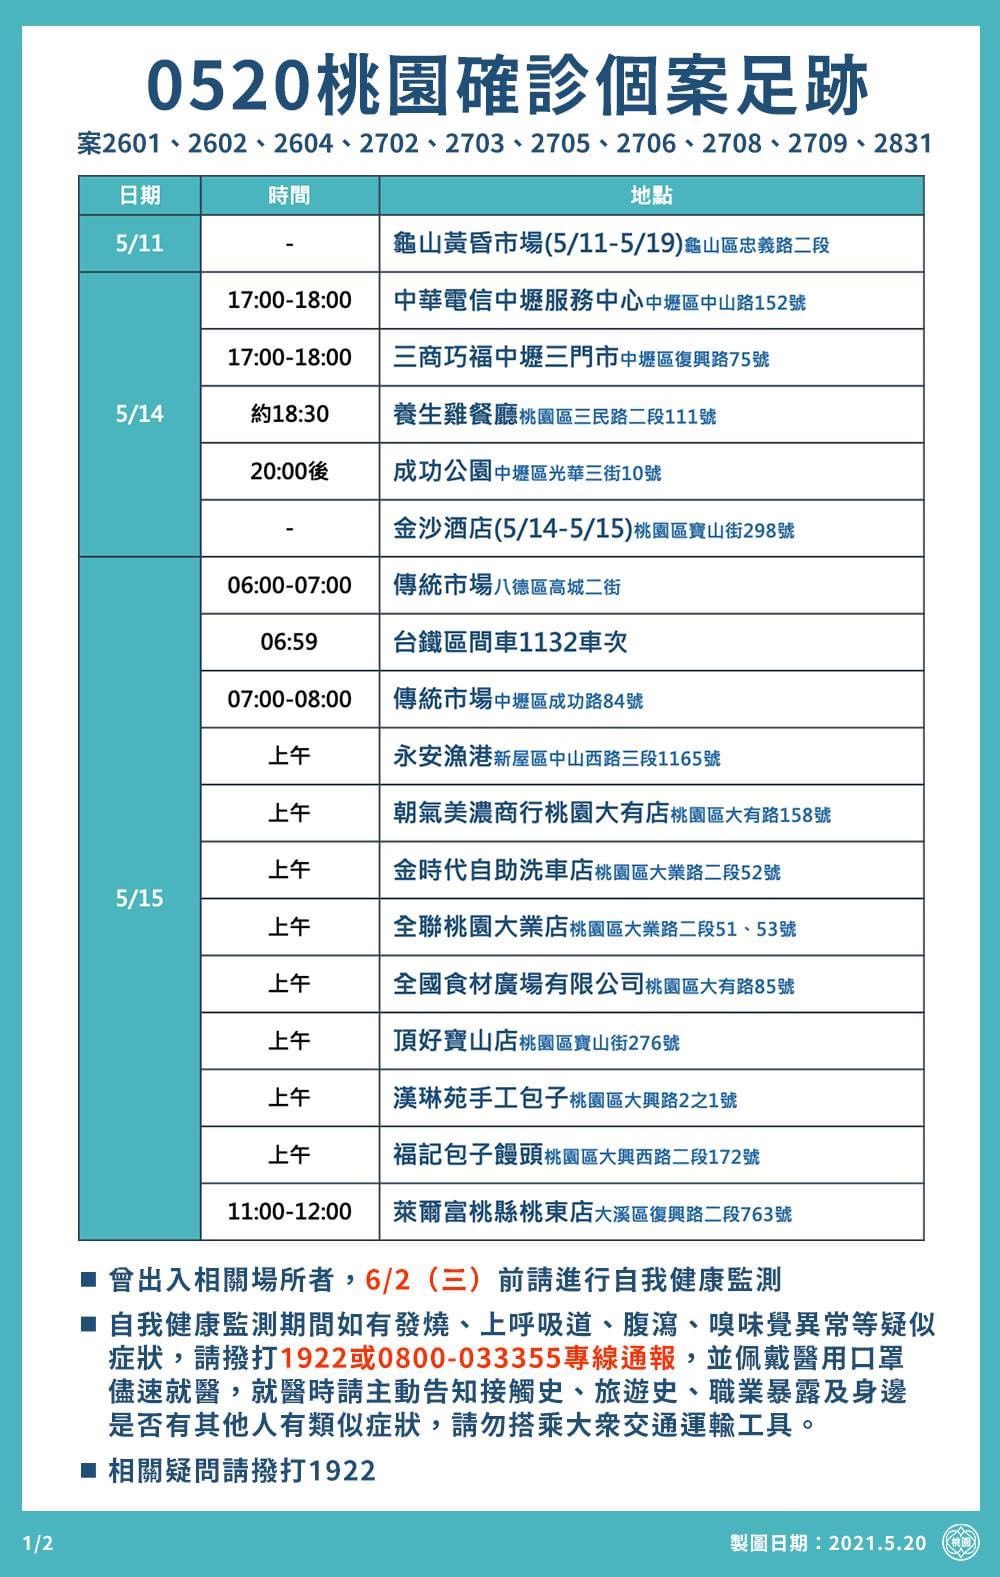 0520桃園確診個案足跡
案2601、2602、2604、2702、2703、2705、2706、2708、2709、2831
日期 時間 地點
5/11 - 龜山黃昏市場(5/11-5/19)龜山區忠義路二段
17:00-18:00 中華電信中壢服務中心中壢區中山路152號
17:00-18:00 三商巧福中壢三門市中壢區復興路75號
5/14 約18:30 養生雞餐廳桃園區三民路二段111號
20:00後 成功公園中壢區光華三街10號
- 金沙酒店(5/14-5/15)桃園區寶山街298號
06:00-07:00 傳統市場八德區高城二街
06:59 台鐵區間車1132車次
07:00-08:00 傳統市場中壢區成功路84號
上午 永安漁港新屋區中山西路三段1165號
上午 朝氣美濃商行桃園大有店桃園區大有路158號
上午 金時代自助洗車店桃園區大業路二段52號
5/15
上午 全聯桃園大業店桃園區大業路二段51、53號
上午 全國食材廣場有限公司桃園區大有路85號
上午 頂好寶山店桃園區寶山街276號
上午 漢琳苑手工包子桃園區大興路2之1號
上午 福記包子饅頭桃園區大興西路二段172號
11:00-12:00 萊爾富桃縣桃東店大溪區復興路二段763號
■ 曾出入相關場所者，6/2（三）前請進行自我健康監測
■ 自我健康監測期間如有發燒、上呼吸道、腹瀉、嗅味覺異常等疑似
症狀，請撥打1922或0800-033355專線通報，並佩戴醫用口罩
儘速就醫，就醫時請主動告知接觸史、旅遊史、職業暴露及身邊
是否有其他人有類似症狀，請勿搭乘大眾交通運輸工具。
■ 相關疑問請撥打1922
1/2 製圖日期：2021.5.20 桃園